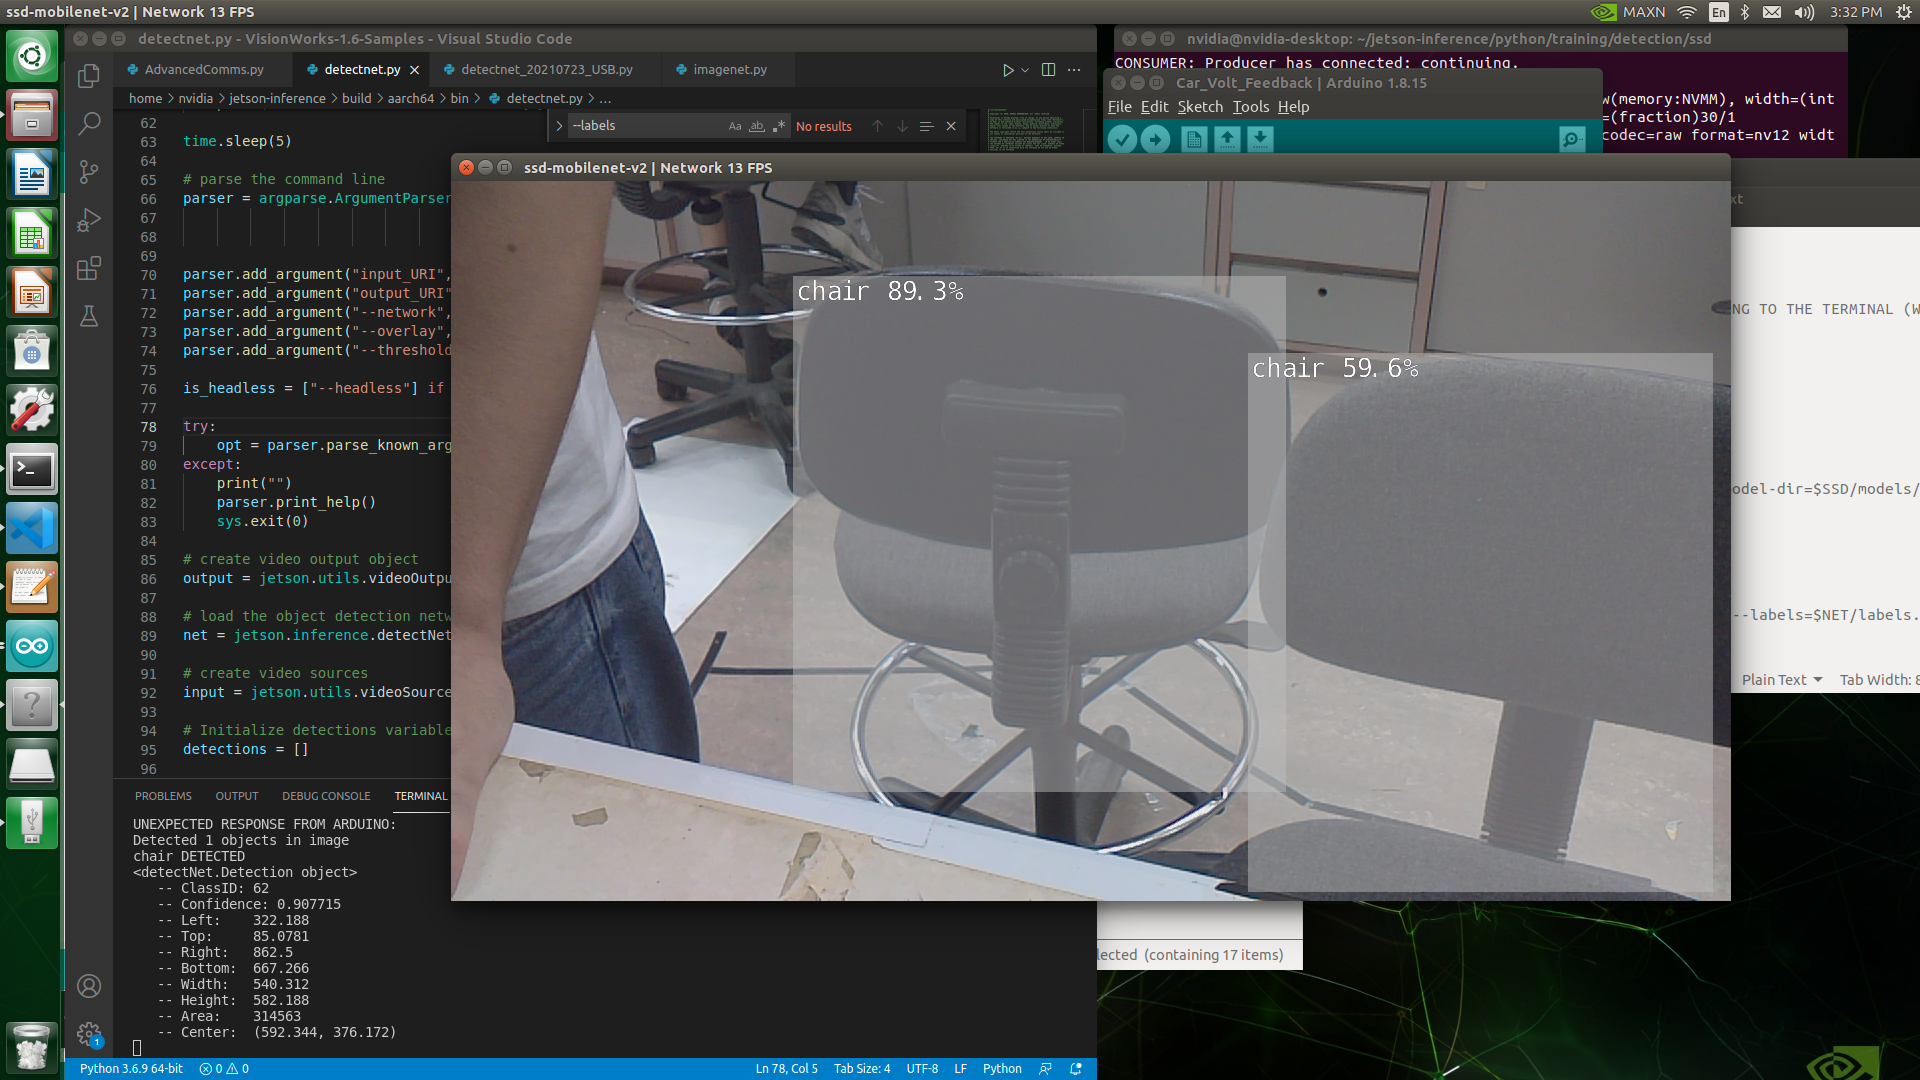 ssd-mobilenet-v2 | Network 13 FPS
MAXN
En
3:32 PM
detectnet.py - VisionWorks-1.6-Samples - Visual Studio Code
AdvancedComms.py
detectnet.py
detectnet_20210723_USB.py
imagenet.py
home > nvidia > jetson-inference > build > aarch64 > bin > detectnet.py > ...
--labels
Aa
No results
62
63 time.sleep(5)
64
65 # parse the command line
66 parser = argparse.ArgumentParser
67
68
69
70 parser.add_argument("input_URI",
71 parser.add_argument("output_URI"
72 parser.add_argument("--network",
73 parser.add_argument("--overlay",
74 parser.add_argument("--threshold
75
76 is_headless = ["--headless"] if
77
78 try:
79 opt = parser.parse_known_arg
80 except:
81 print("")
82 parser.print_help()
83 sys.exit(0)
84
85 # create video output object
86 output = jetson.utils.videoOutpu
87
88 # load the object detection netw
89 net = jetson.inference.detectNet
90
91 # create video sources
92 input = jetson.utils.videoSource
93
94 # Initialize detections variable
95 detections = []
96
PROBLEMS OUTPUT DEBUG CONSOLE TERMINAL
UNEXPECTED RESPONSE FROM ARDUINO:
Detected 1 objects in image
chair DETECTED
<detectNet.Detection object>
-- ClassID: 62
-- Confidence: 0.907715
-- Left: 322.188
-- Top: 85.0781
-- Right: 862.5
-- Bottom: 667.266
-- Width: 540.312
-- Height: 582.188
-- Area: 314563
-- Center: (592.344, 376.172)
1
Python 3.6.9 64-bit
0 0
Ln 78, Col 5
Tab Size: 4
UTF-8
LF
Python
nvidia@nvidia-desktop: ~/jetson-inference/python/training/detection/ssd
CONSUMER: Producer has connected; continuing.
w(memory:NVMM), width=(int
=(fraction)30/1
codec=raw format=nv12 widt
Car_Volt_Feedback | Arduino 1.8.15
File Edit Sketch Tools Help
ssd-mobilenet-v2 | Network 13 FPS
chair 89.3%
chair 59.6%
xt
NG TO THE TERMINAL (W
odel-dir=$SSD/models/
--labels=$NET/labels.
Plain Text
Tab Width: 8
lected (containing 17 items)